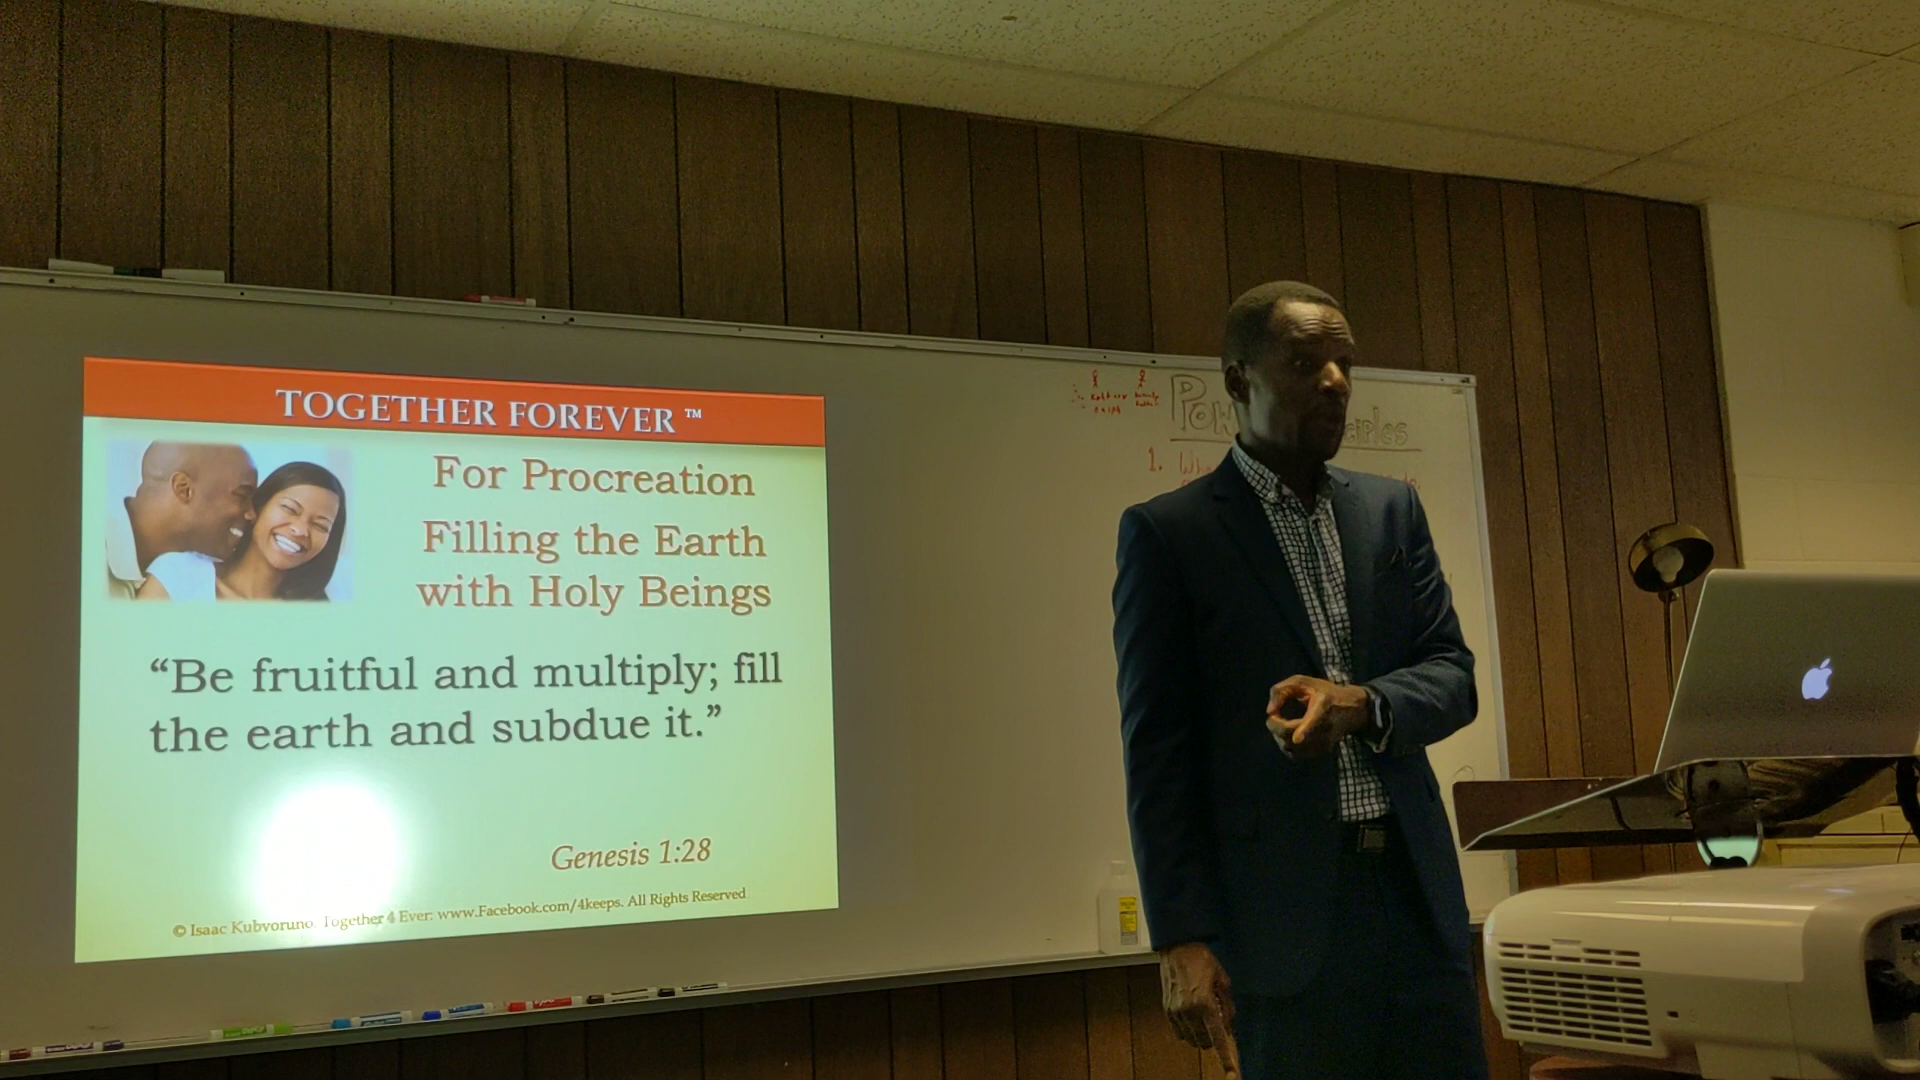 TOGETHER FOREVER ™
For Procreation
Filling the Earth
with Holy Beings
“Be fruitful and multiply; fill
the earth and subdue it.”
Genesis 1:28
© Isaac Kubvoruno. Together 4 Ever: www.Facebook.com/4keeps. All Rights Reserved.
1.